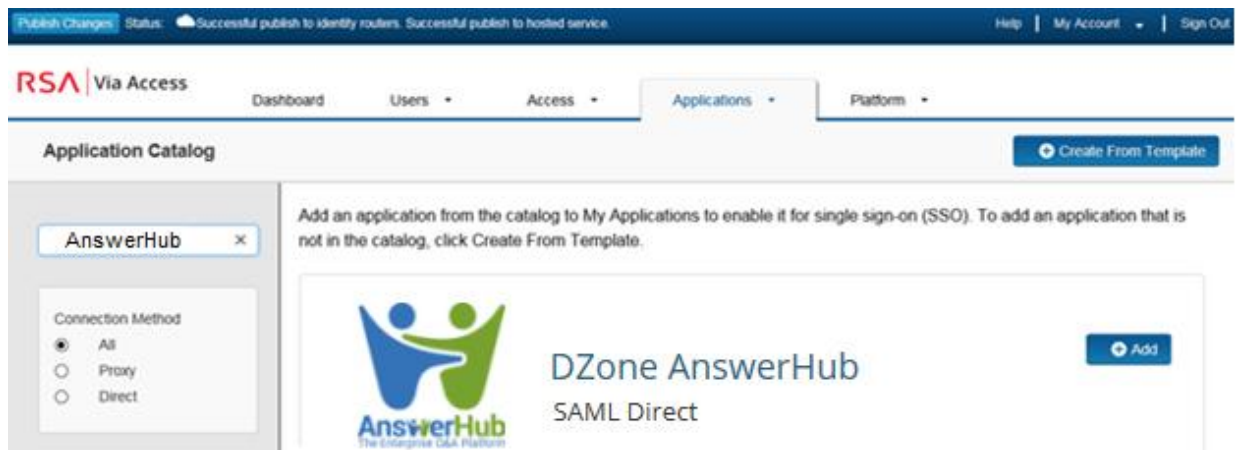 Publish Changes Status: Successful publish to identity routers. Successful publish to hosted service. Help | My Account | Sign Out
RSA Via Access
Dashboard Users Access Applications Platform
Application Catalog
Create From Template
AnswerHub ×
Add an application from the catalog to My Applications to enable it for single sign-on (SSO). To add an application that is
not in the catalog, click Create From Template.
Connection Method
All
Proxy
Direct
AnswerHub
The Enterprise Q&A Platform
DZone AnswerHub
SAML Direct
Add